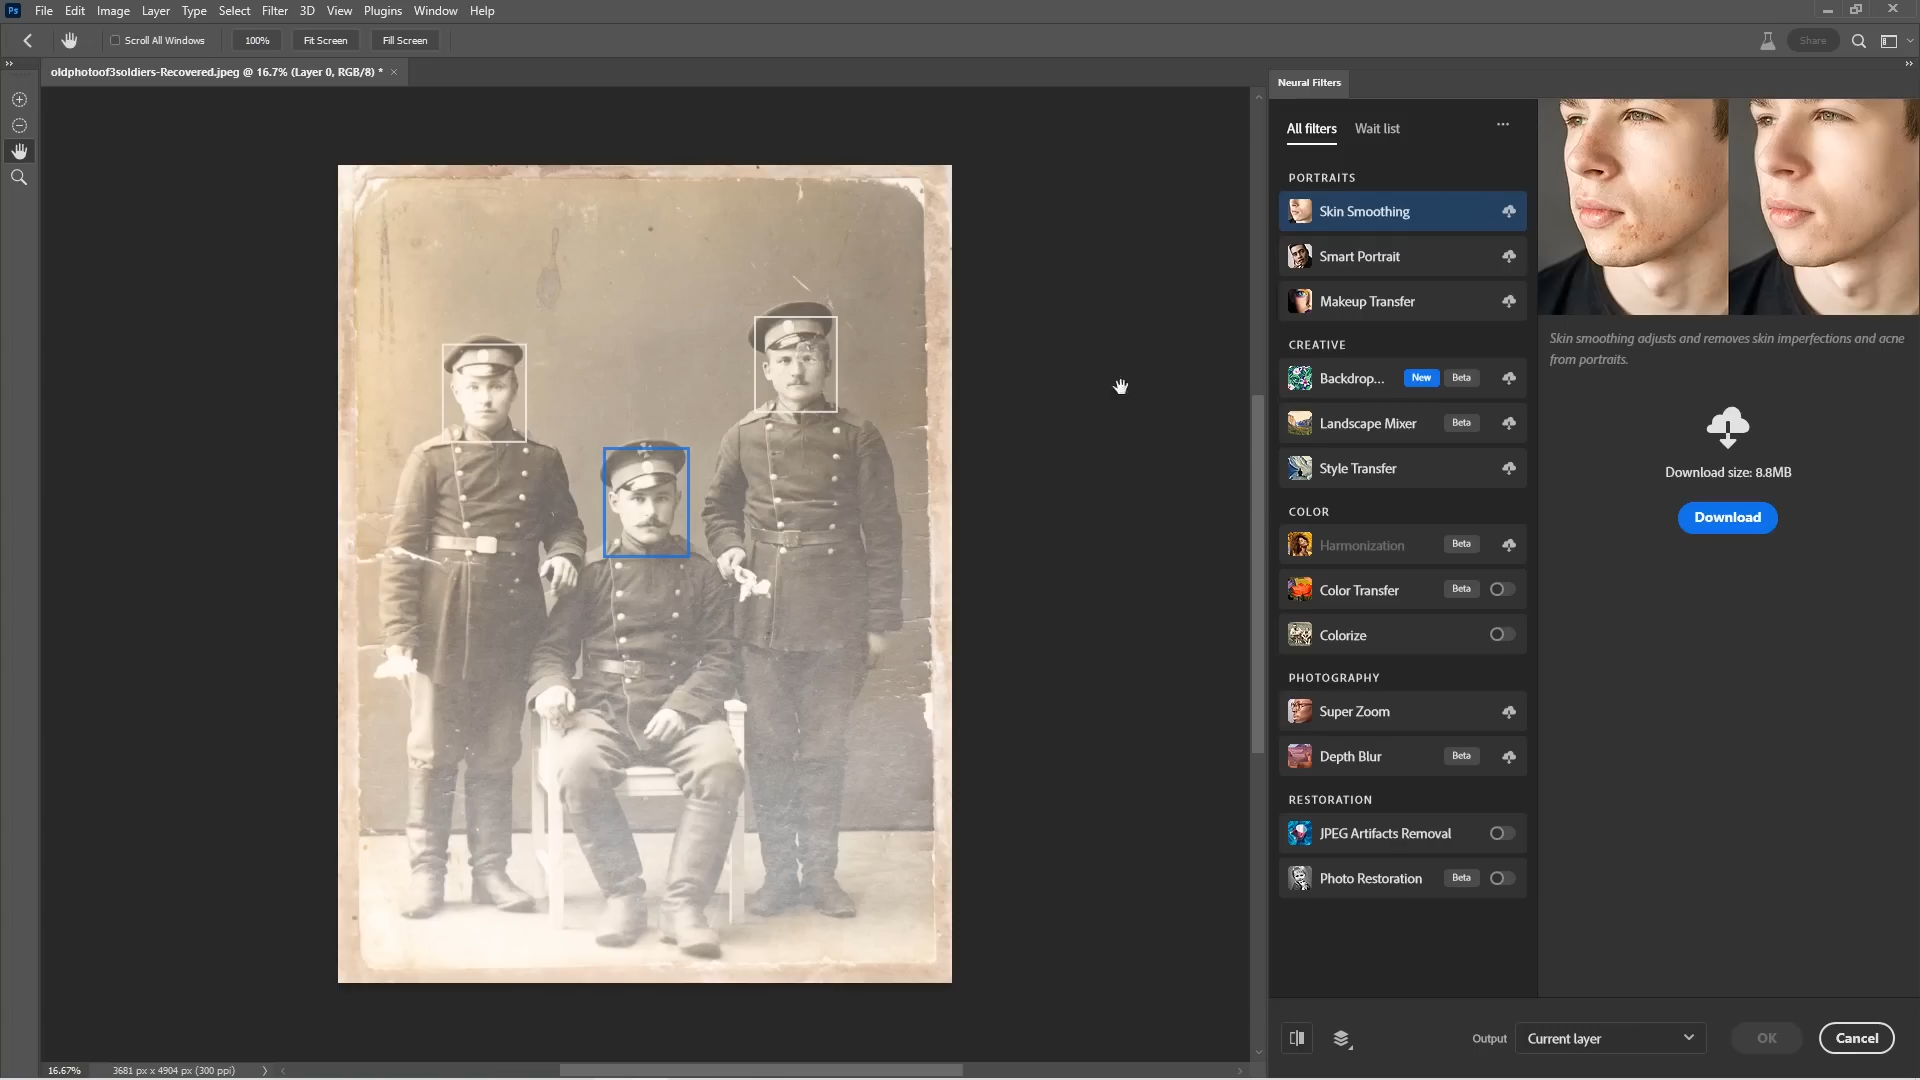 Ps File Edit Image Layer Type Select Filter 3D View Plugins Window Help
Scroll All Windows 100% Fit Screen Fill Screen Share
oldphotoof3soldiers-Recovered.jpeg @ 16.7% (Layer 0, RGB/8) *
Neural Filters
All filters Wait list
PORTRAITS
Skin Smoothing
Smart Portrait
Makeup Transfer
CREATIVE
Backdrop... New Beta
Landscape Mixer Beta
Style Transfer
COLOR
Harmonization Beta
Color Transfer Beta
Colorize
PHOTOGRAPHY
Super Zoom
Depth Blur Beta
RESTORATION
JPEG Artifacts Removal
Photo Restoration Beta
Skin smoothing adjusts and removes skin imperfections and acne
from portraits.
Download size: 8.8MB
Download
Output Current layer OK Cancel
16.67% 3681 px x 4904 px (300 ppi)